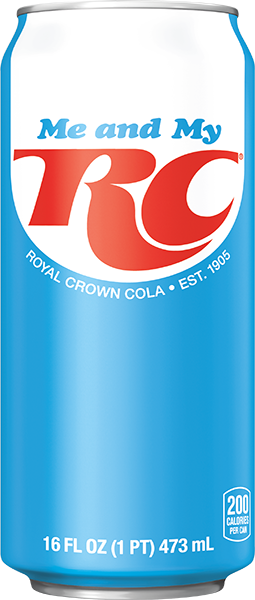 Me and My
RC®
ROYAL CROWN COLA • EST. 1905
200
CALORIES
PER CAN
16 FL OZ (1 PT) 473 mL